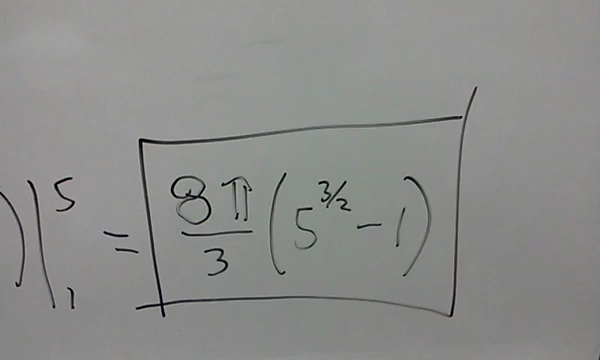 )|₁⁵ = 8π/3 (5^{3/2} - 1)